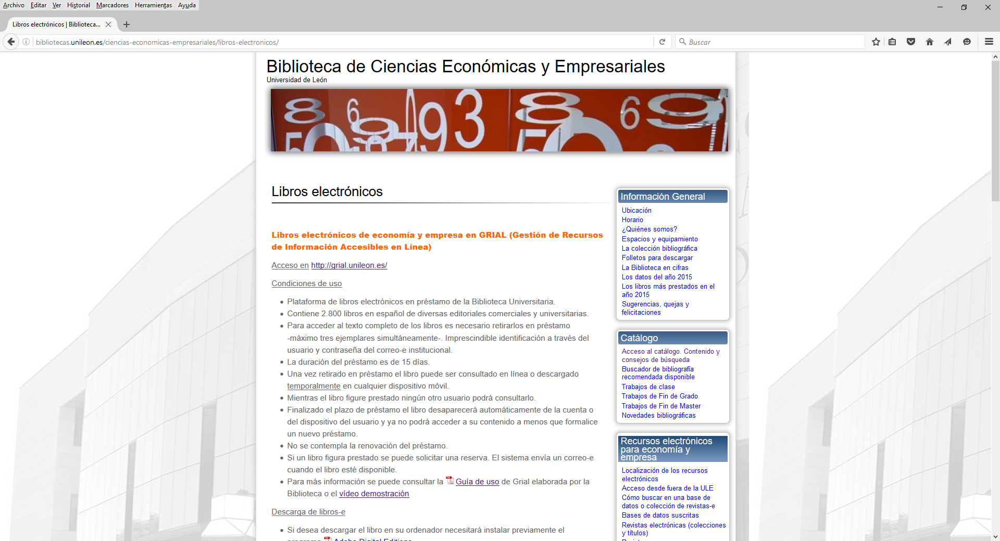 Archivo Editar Ver Historial Marcadores Herramientas Ayuda
Libros electrónicos | Biblioteca...
bibliotecas.unileon.es/ciencias-economicas-empresariales/libros-electronicos/
Buscar
Biblioteca de Ciencias Económicas y Empresariales
Universidad de León
8 6 93 8 6 9
50 5
Libros electrónicos
Libros electrónicos de economía y empresa en GRIAL (Gestión de Recursos
de Información Accesibles en Línea)
Acceso en http://grial.unileon.es/
Condiciones de uso
Plataforma de libros electrónicos en préstamo de la Biblioteca Universitaria.
Contiene 2.800 libros en español de diversas editoriales comerciales y universitarias.
Para acceder al texto completo de los libros es necesario retirarlos en préstamo
-máximo tres ejemplares simultáneamente-. Imprescindible identificación a través del
usuario y contraseña del correo-e institucional.
La duración del préstamo es de 15 días.
Una vez retirado en préstamo el libro puede ser consultado en línea o descargado
temporalmente en cualquier dispositivo móvil.
Mientras el libro figure prestado ningún otro usuario podrá consultarlo.
Finalizado el plazo de préstamo el libro desaparecerá automáticamente de la cuenta o
del dispositivo del usuario y ya no podrá acceder a su contenido a menos que formalice
un nuevo préstamo.
No se contempla la renovación del préstamo.
Si un libro figura prestado se puede solicitar una reserva. El sistema envía un correo-e
cuando el libro esté disponible.
Para más información se puede consultar la Guía de uso de Grial elaborada por la
Biblioteca o el vídeo demostración
Descarga de libros-e
Si desea descargar el libro en su ordenador necesitará instalar previamente el
programa Adobe Digital Editions
Información General
Ubicación
Horario
¿Quiénes somos?
Espacios y equipamiento
La colección bibliográfica
Folletos para descargar
La Biblioteca en cifras
Los datos del año 2015
Los libros más prestados en el
año 2015
Sugerencias, quejas y
felicitaciones
Catálogo
Acceso al catálogo. Contenido y
consejos de búsqueda
Buscador de bibliografía
recomendada disponible
Trabajos de clase
Trabajos de Fin de Grado
Trabajos de Fin de Master
Novedades bibliográficas
Recursos electrónicos
para economía y
empresa
Localización de los recursos
electrónicos
Acceso desde fuera de la ULE
Cómo buscar en una base de
datos o colección de revistas-e
Bases de datos suscritas
Revistas electrónicas (colecciones
y títulos)